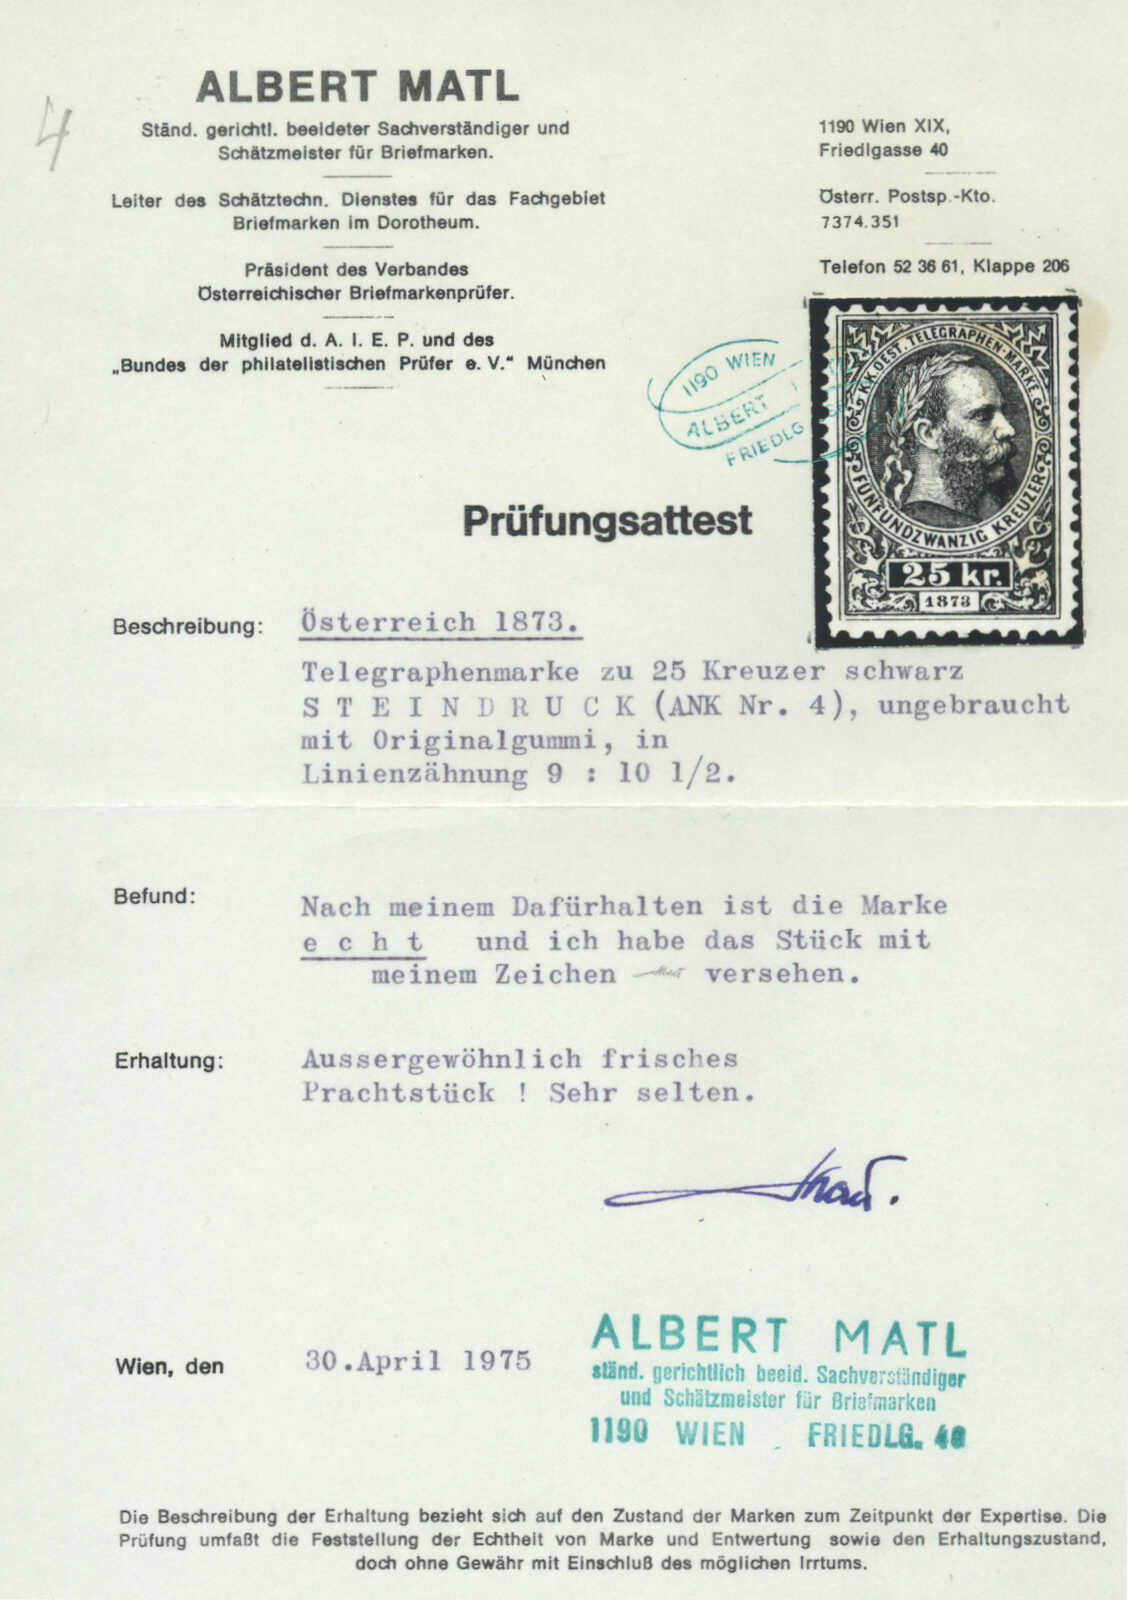 4
ALBERT MATL
Ständ. gerichtl. beeideter Sachverständiger und
Schätzmeister für Briefmarken.
Leiter des Schätztechn. Dienstes für das Fachgebiet
Briefmarken im Dorotheum.
Präsident des Verbandes
Österreichischer Briefmarkenprüfer.
Mitglied d. A. I. E. P. und des
„Bundes der philatelistischen Prüfer e. V.“ München
1190 Wien XIX,
Friedlgasse 40
Österr. Postsp.-Kto.
7374.351
Telefon 52 36 61, Klappe 206
1190 WIEN
ALBERT
FRIEDLG
KK OEST. TELEGRAPHEN-MARKE
FÜNFUNDZWANZIG KREUZER
25 kr.
1873
Prüfungsattest
Beschreibung: Österreich 1873.
Telegraphenmarke zu 25 Kreuzer schwarz
S T E I N D R U C K (ANK Nr. 4), ungebraucht
mit Originalgummi, in
Linienzähnung 9 : 10 1/2.
Befund: Nach meinem Dafürhalten ist die Marke
e c h t und ich habe das Stück mit
meinem Zeichen versehen.
Erhaltung: Aussergewöhnlich frisches
Prachtstück ! Sehr selten.
Wien, den 30.April 1975
ALBERT MATL
ständ. gerichtlich beeid. Sachverständiger
und Schätzmeister für Briefmarken
1190 WIEN FRIEDLG. 40
Die Beschreibung der Erhaltung bezieht sich auf den Zustand der Marken zum Zeitpunkt der Expertise. Die
Prüfung umfaßt die Feststellung der Echtheit von Marke und Entwertung sowie den Erhaltungszustand,
doch ohne Gewähr mit Einschluß des möglichen Irrtums.